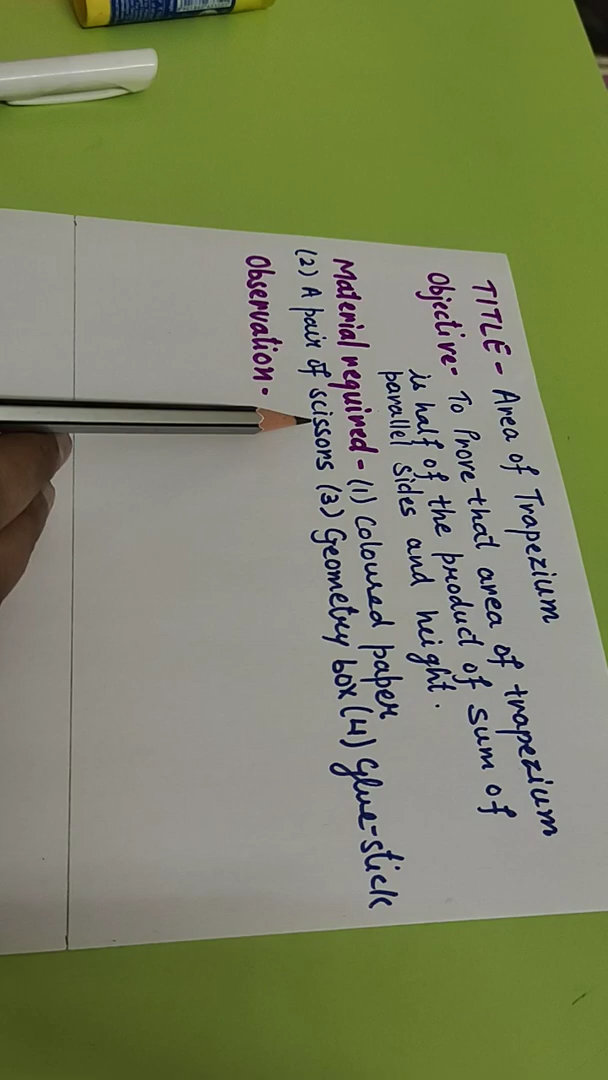 TITLE - Area of Trapezium
Objective - To Prove that area of trapezium
is half of the product of sum of
parallel sides and height.
Material required - (1) Coloured paper
(2) A pair of scissors (3) Geometry box (4) Glue-stick
Observation -